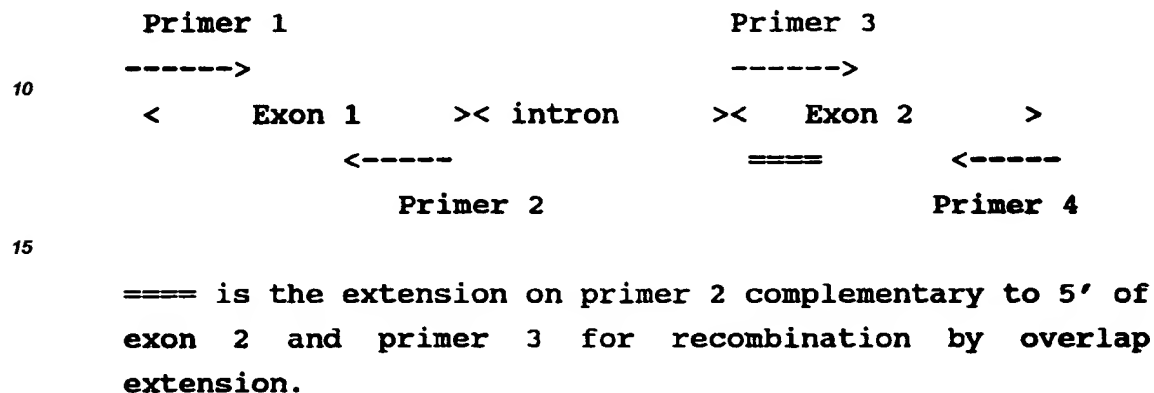 Primer 1 Primer 3
------> ------>
10
< Exon 1 >< intron >< Exon 2 >
<----- ==== <-----
Primer 2 Primer 4
15
==== is the extension on primer 2 complementary to 5' of
exon 2 and primer 3 for recombination by overlap
extension.